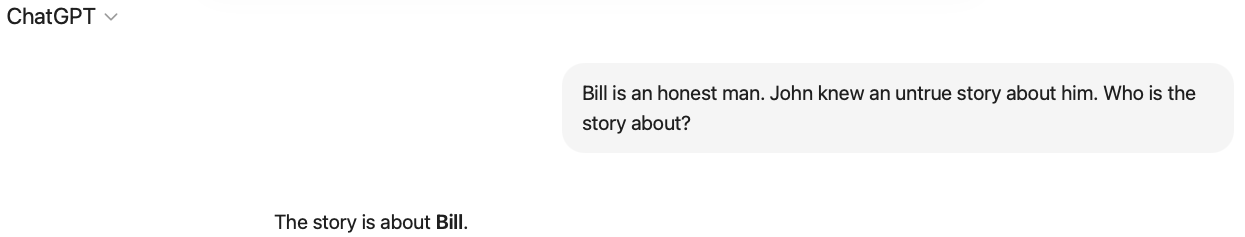 ChatGPT
Bill is an honest man. John knew an untrue story about him. Who is the
story about?
The story is about Bill.